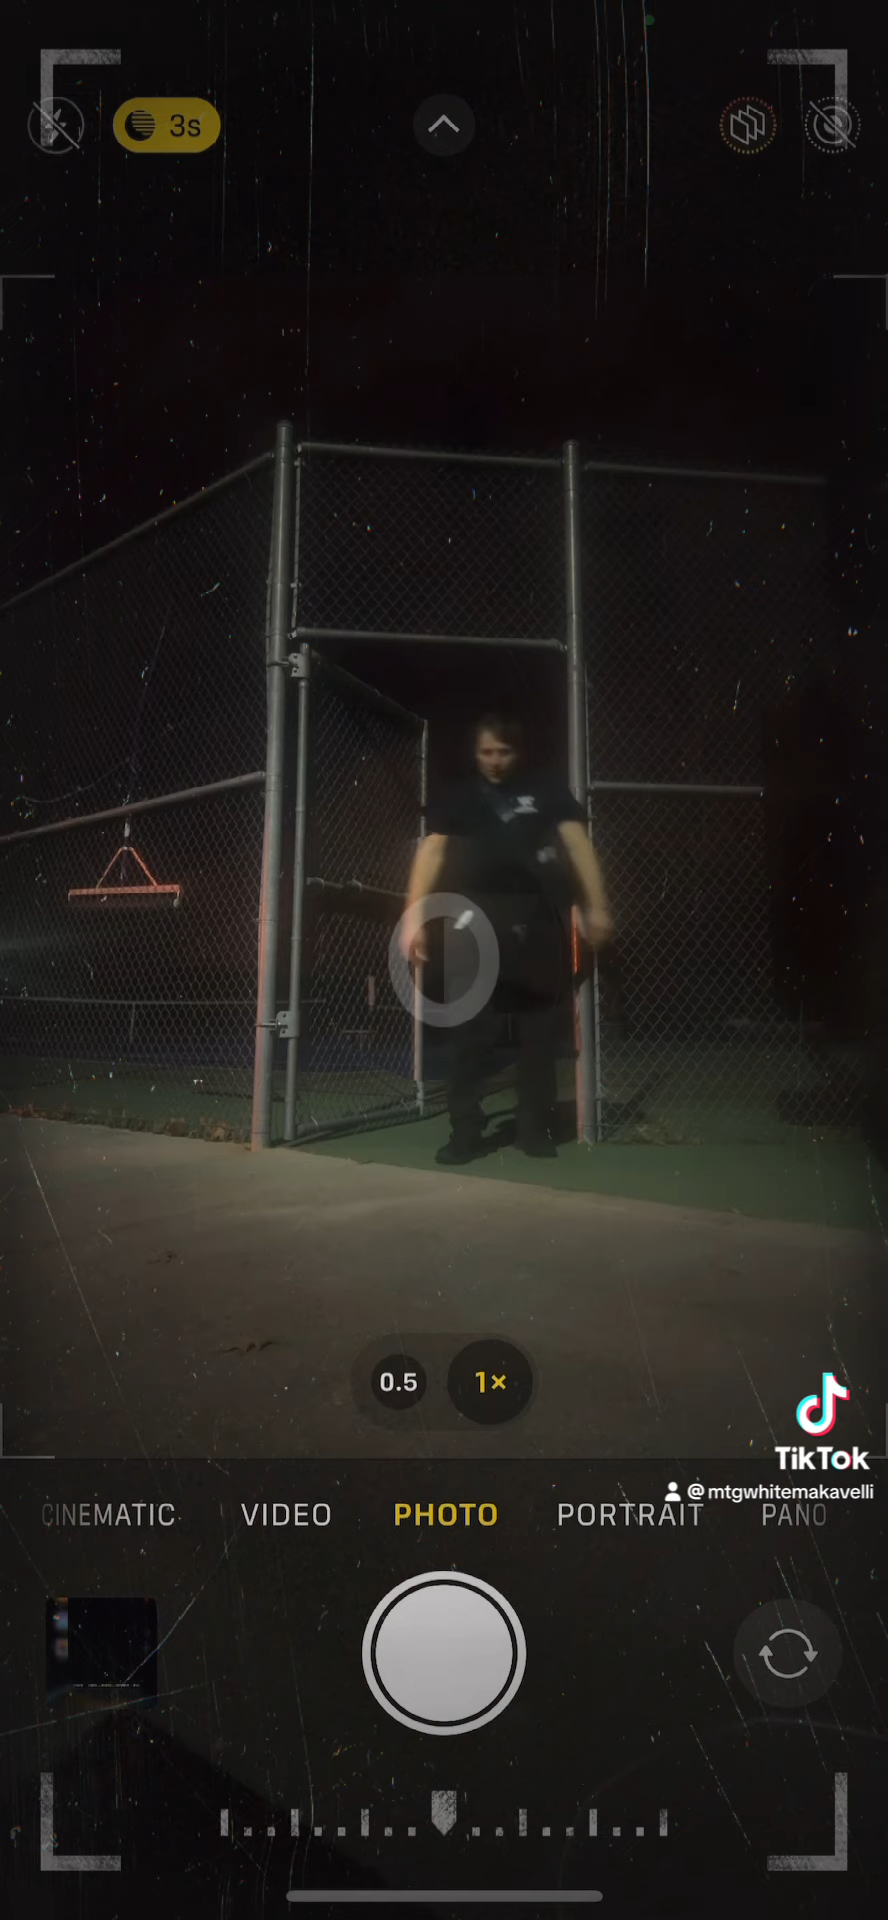 3s
0.5 1×
TikTok
@mtgwhitemakavelli
CINEMATIC VIDEO PHOTO PORTRAIT PANO